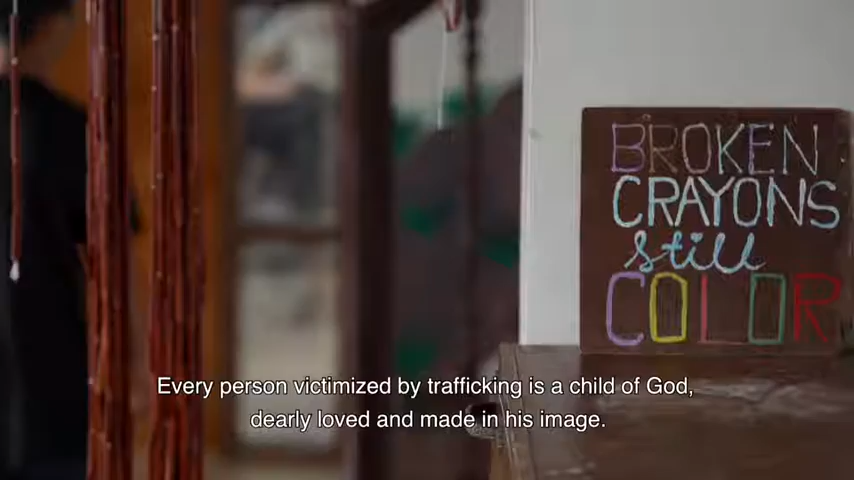 BROKEN
CRAYONS
still
COLOR
Every person victimized by trafficking is a child of God,
dearly loved and made in his image.